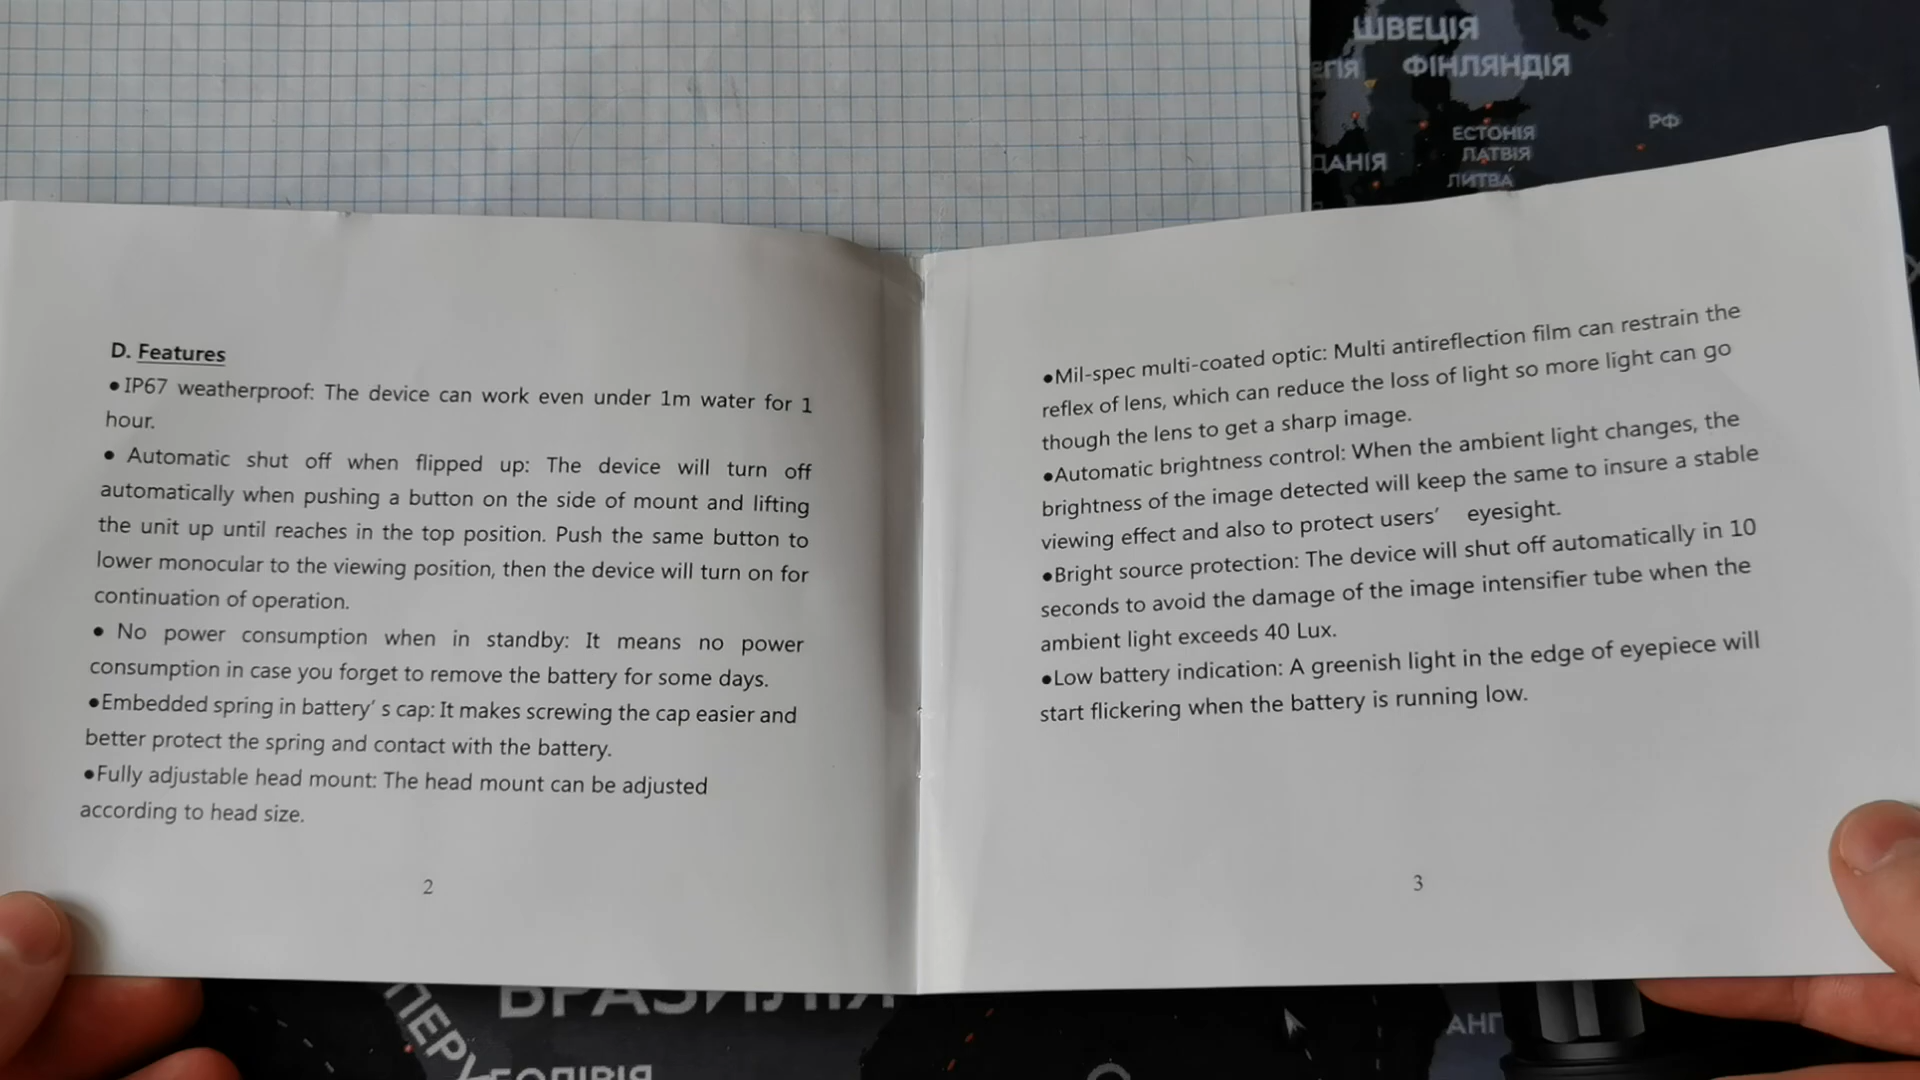 ШВЕЦІЯ
ФІНЛЯНДІЯ
РФ
ЕСТОНІЯ
ЛАТВІЯ
ЛИТВА
D. Features
●IP67 weatherproof: The device can work even under 1m water for 1
hour.
● Automatic shut off when flipped up: The device will turn off
automatically when pushing a button on the side of mount and lifting
the unit up until reaches in the top position. Push the same button to
lower monocular to the viewing position, then the device will turn on for
continuation of operation.
● No power consumption when in standby: It means no power
consumption in case you forget to remove the battery for some days.
●Embedded spring in battery’ s cap: It makes screwing the cap easier and
better protect the spring and contact with the battery.
●Fully adjustable head mount: The head mount can be adjusted
according to head size.
2
●Mil-spec multi-coated optic: Multi antireflection film can restrain the
reflex of lens, which can reduce the loss of light so more light can go
though the lens to get a sharp image.
●Automatic brightness control: When the ambient light changes, the
brightness of the image detected will keep the same to insure a stable
viewing effect and also to protect users’ eyesight.
●Bright source protection: The device will shut off automatically in 10
seconds to avoid the damage of the image intensifier tube when the
ambient light exceeds 40 Lux.
●Low battery indication: A greenish light in the edge of eyepiece will
start flickering when the battery is running low.
3
БРАЗИЛІЯ
ПЕРУ